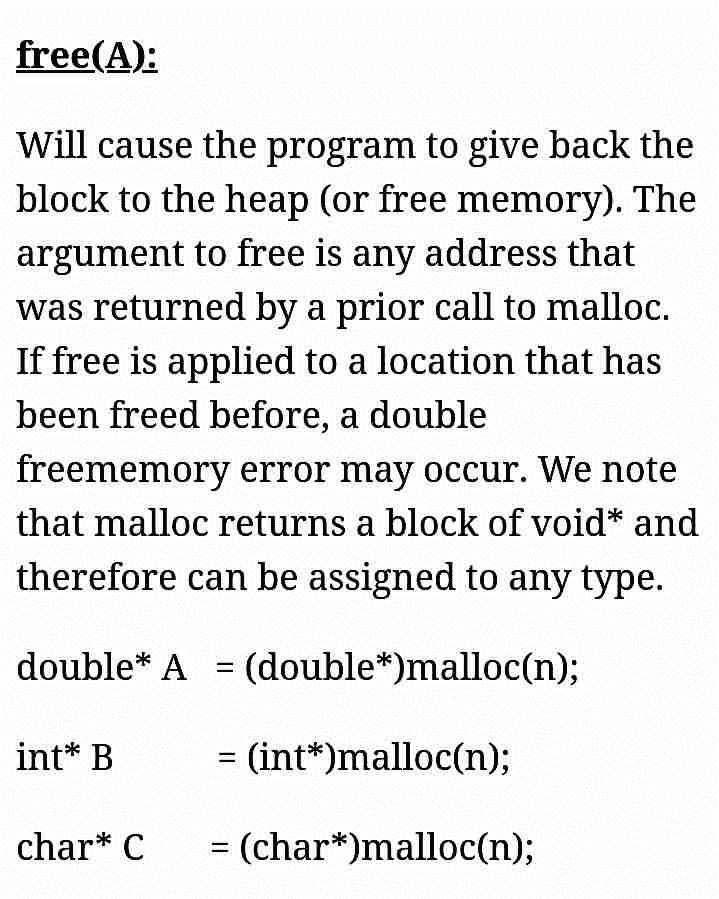 free(A):
Will cause the program to give back the
block to the heap (or free memory). The
argument to free is any address that
was returned by a prior call to malloc.
If free is applied to a location that has
been freed before, a double
freememory error may occur. We note
that malloc returns a block of void* and
therefore can be assigned to any type.
double* A = (double*)malloc(n);
int* B = (int*)malloc(n);
char* C = (char*)malloc(n);